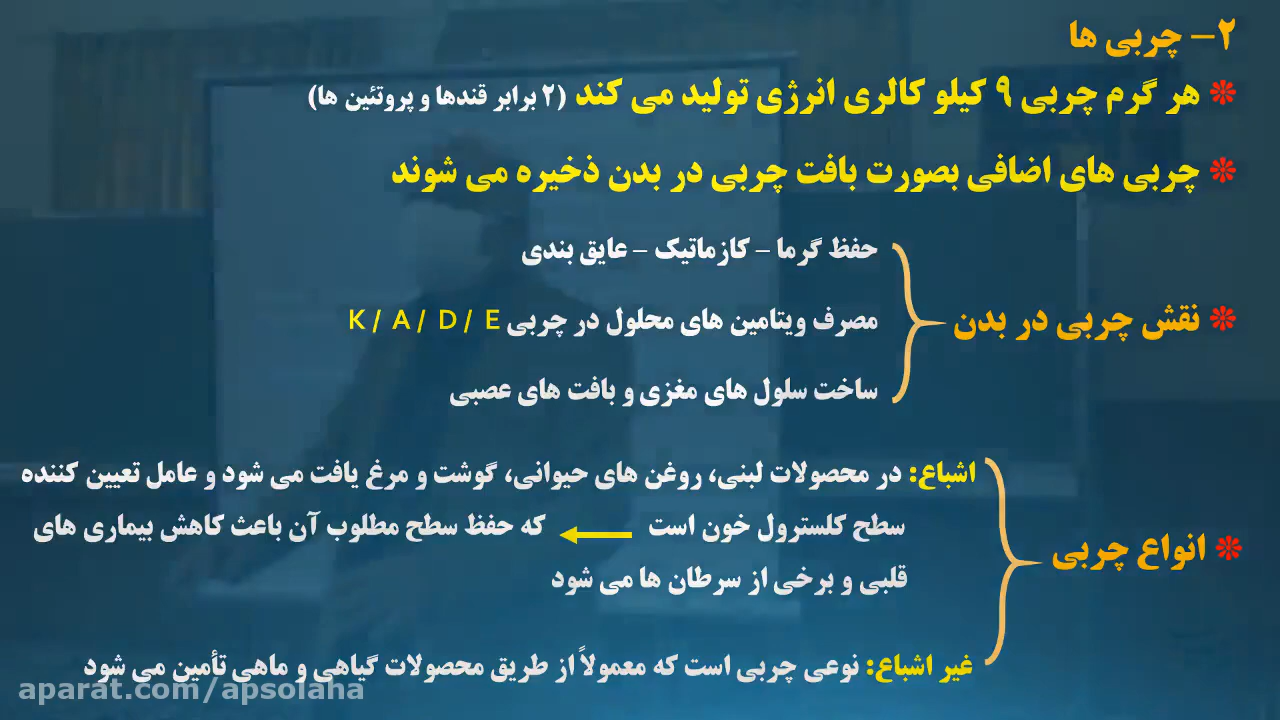 ۲- چربی ها
* هر گرم چربی ۹ کیلو کالری انرژی تولید می کند (۲ برابر قندها و پروتئین ها)
* چربی های اضافی بصورت بافت چربی در بدن ذخیره می شوند
* نقش چربی در بدن
حفظ گرما - کازماتیک - عایق بندی
مصرف ویتامین های محلول در چربی K / A / D / E
ساخت سلول های مغزی و بافت های عصبی
* انواع چربی
اشباع: در محصولات لبنی، روغن های حیوانی، گوشت و مرغ یافت می شود و عامل تعیین کننده
سطح کلسترول خون است ← که حفظ سطح مطلوب آن باعث کاهش بیماری های
قلبی و برخی از سرطان ها می شود
غیر اشباع: نوعی چربی است که معمولاً از طریق محصولات گیاهی و ماهی تأمین می شود
aparat.com/apsolaha